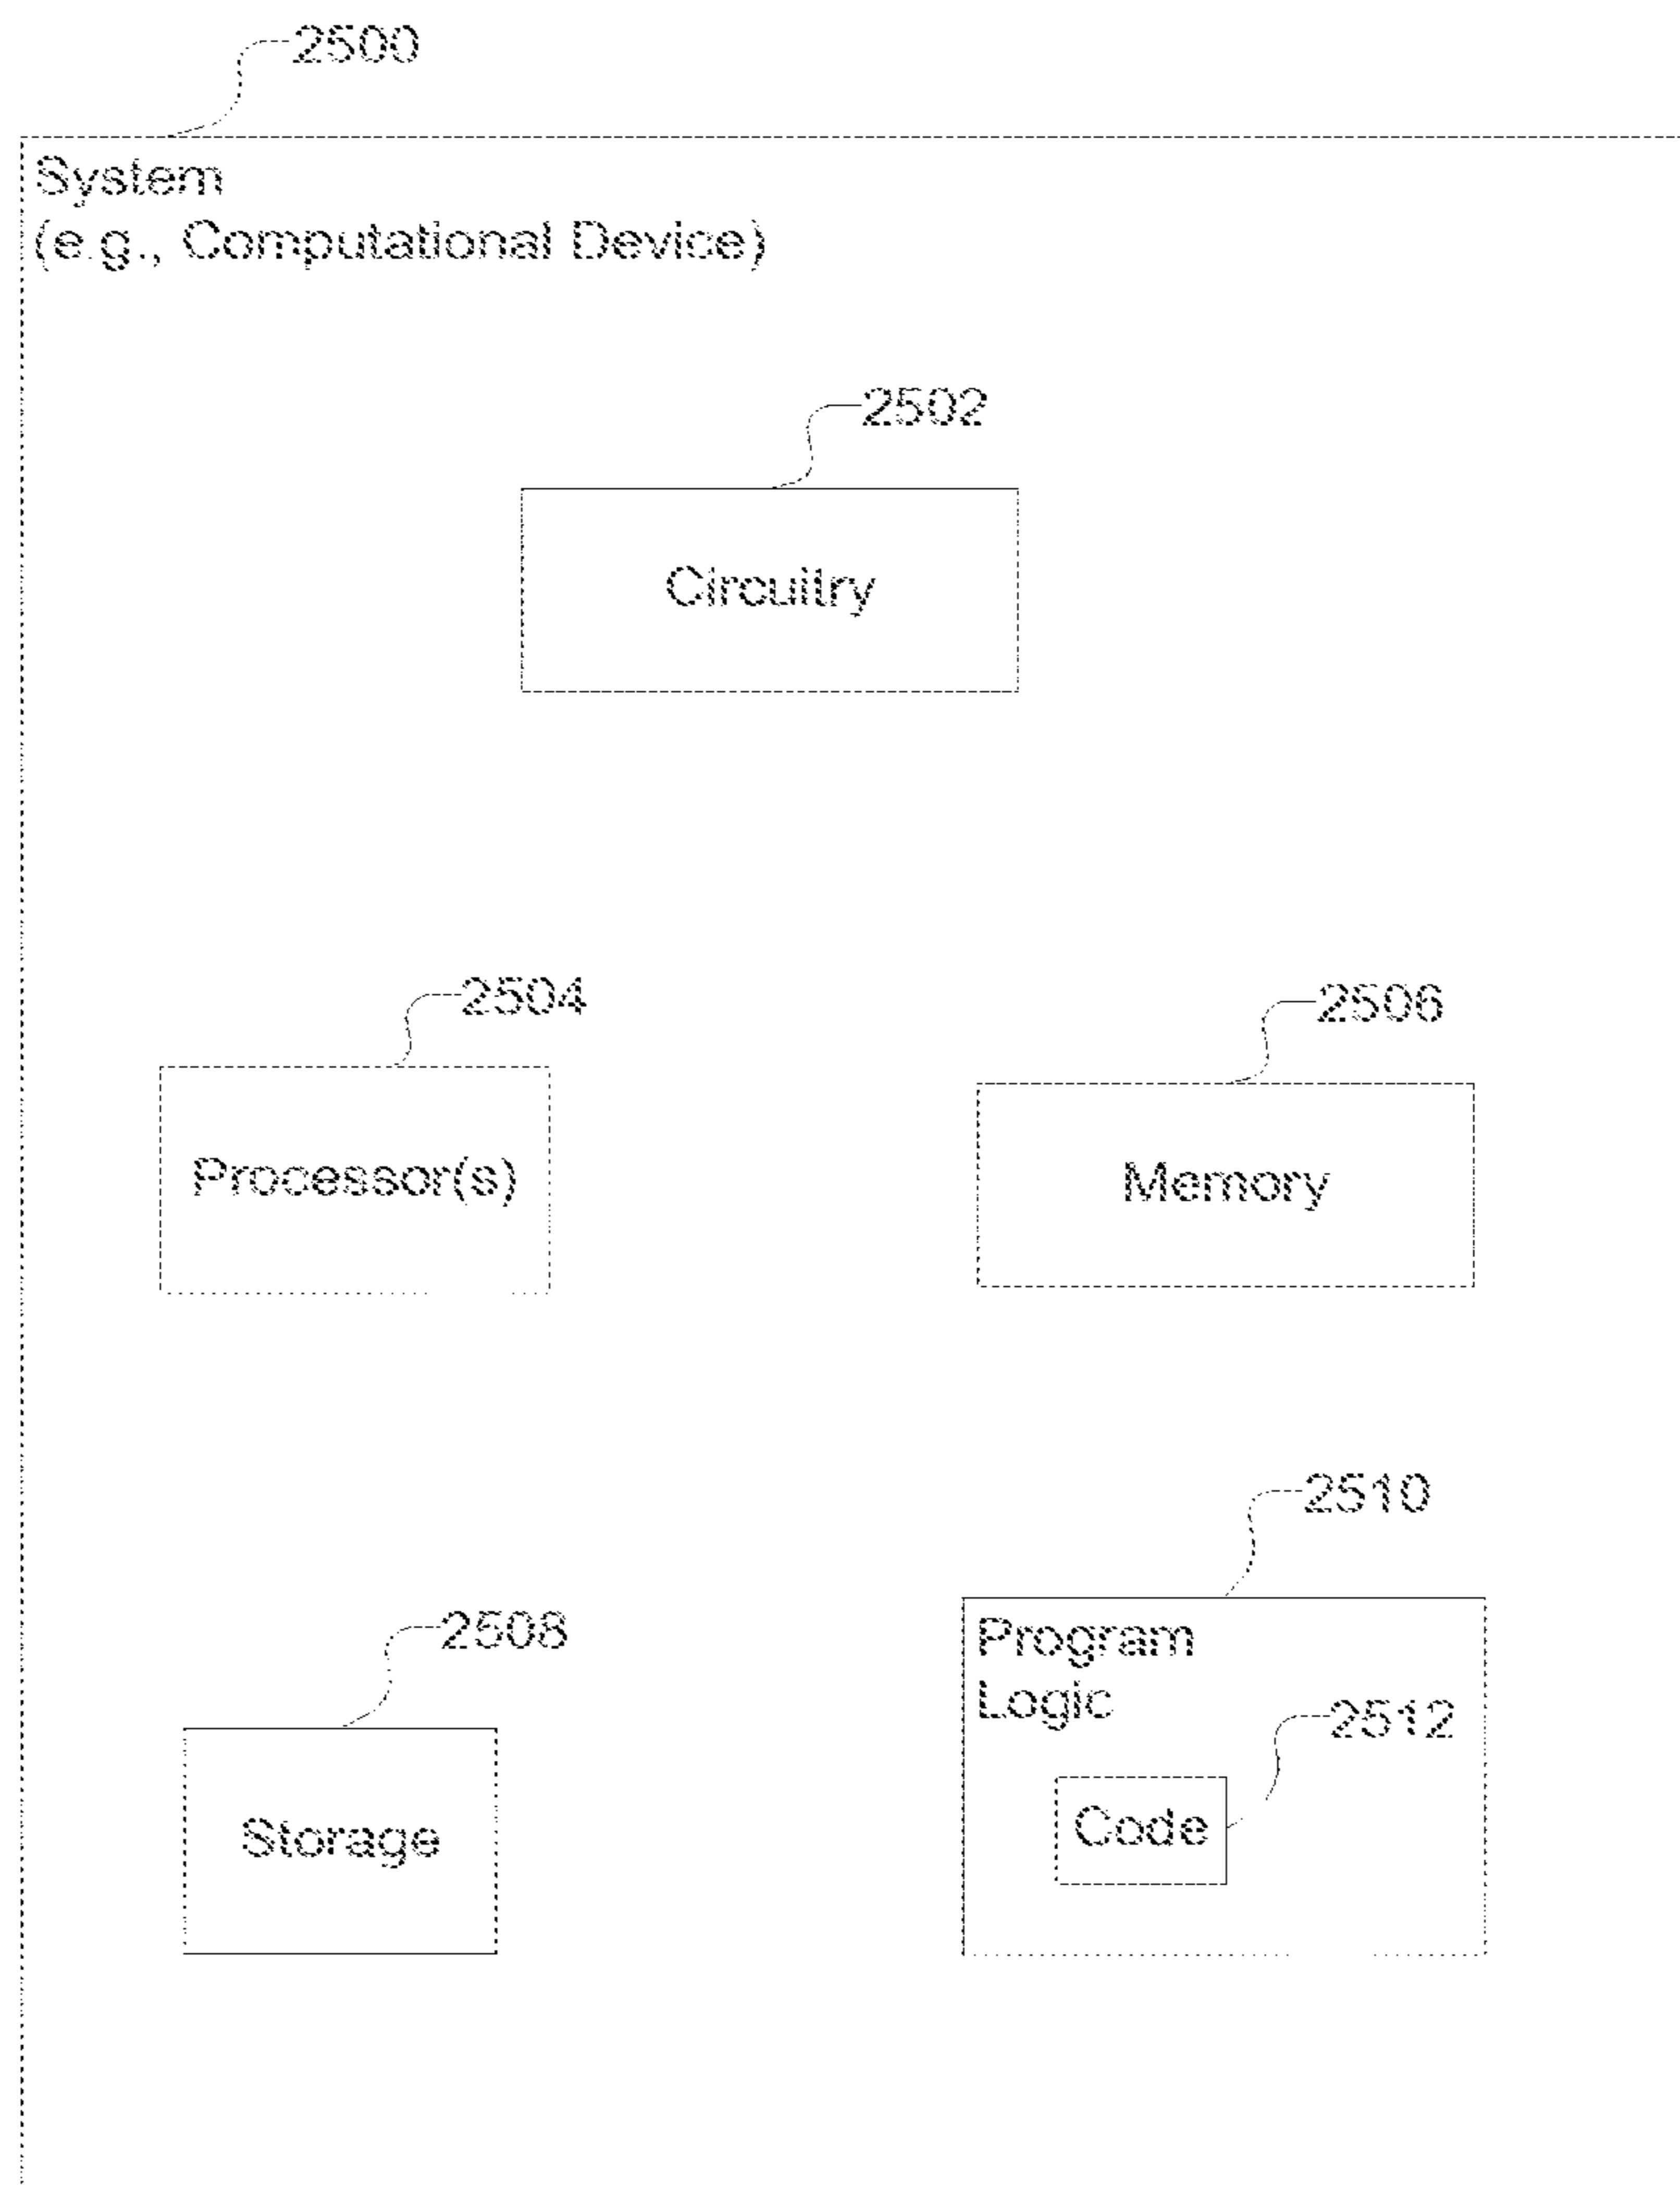 2500
System
(e.g., Computational Device)
2502
Circuitry
2504
2506
Processor(s)
Memory
2510
2508
Program
Logic
2512
Storage
Code